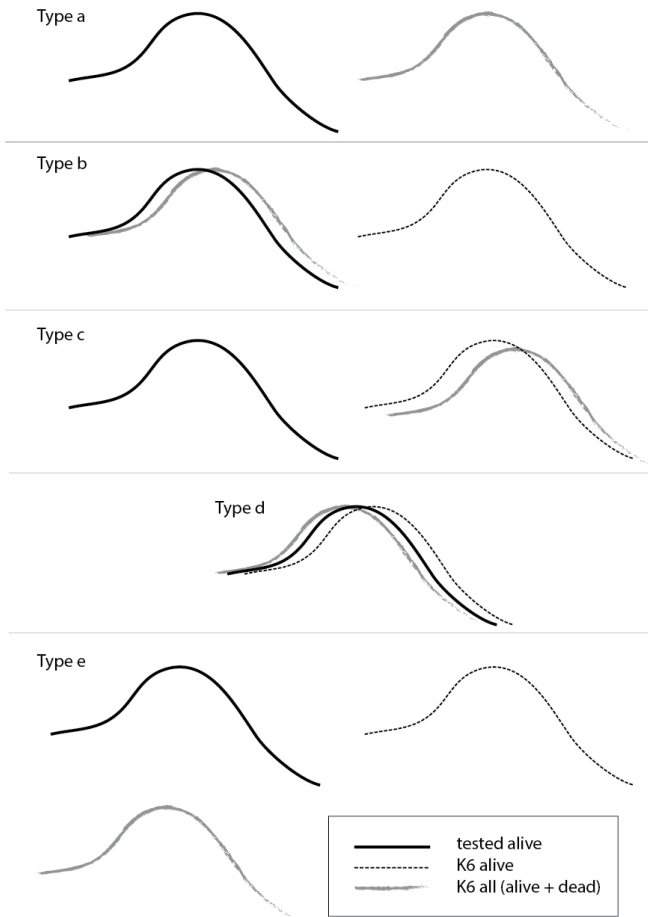 Type a
Type b
Type c
Type d
Type e
tested alive
K6 alive
K6 all (alive + dead)